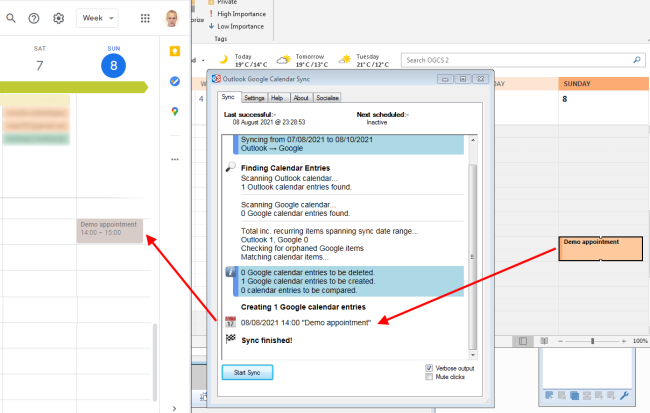 Private
! High Importance
Low Importance
Tags
Week
SAT
7
SUN
8
Today
19°C/14°C
Tomorrow
19°C/13°C
Tuesday
21°C/12°C
Search OGCS 2
SUNDAY
4
8
Outlook Google Calendar Sync
Sync
Settings
Help
About
Socialise
Last successful:-
08 August 2021 @ 23:28:53
Next scheduled:-
Inactive
Syncing from 07/08/2021 to 08/10/2021
Outlook → Google
Finding Calendar Entries
Scanning Outlook calendar...
1 Outlook calendar entries found.
Scanning Google calendar...
0 Google calendar entries found.
Total inc. recurring items spanning sync date range...
Outlook 1, Google 0
Checking for orphaned Google items
Matching calendar items...
0 Google calendar entries to be deleted.
1 Google calendar entries to be created.
0 calendar entries to be compared.
Creating 1 Google calendar entries
08/08/2021 14:00 "Demo appointment"
Sync finished!
Start Sync
Verbose output
Mute clicks
Demo appointment
14:00 – 15:00
Demo appointment
100%